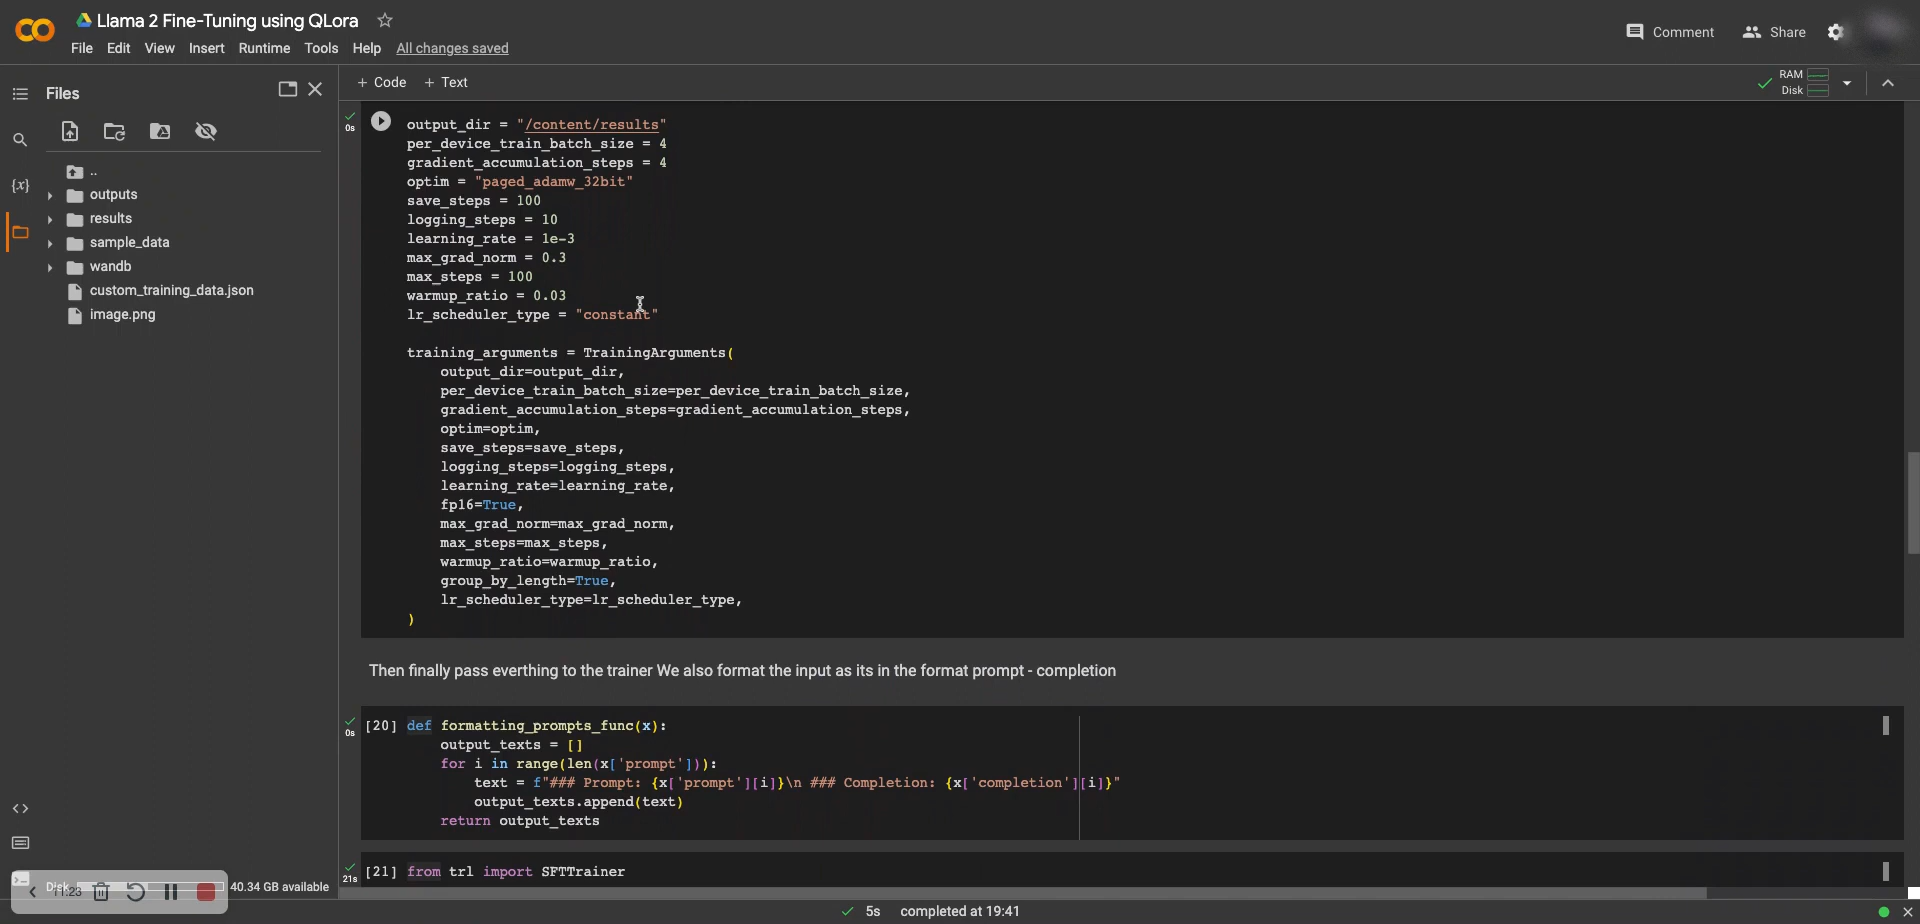 Llama 2 Fine-Tuning using QLora
File Edit View Insert Runtime Tools Help All changes saved
Comment Share
Files
+ Code + Text
RAM
Disk
..
outputs
results
sample_data
wandb
custom_training_data.json
image.png
{x}
<>
0s
output_dir = "/content/results"
per_device_train_batch_size = 4
gradient_accumulation_steps = 4
optim = "paged_adamw_32bit"
save_steps = 100
logging_steps = 10
learning_rate = 1e-3
max_grad_norm = 0.3
max_steps = 100
warmup_ratio = 0.03
lr_scheduler_type = "constant"
training_arguments = TrainingArguments(
output_dir=output_dir,
per_device_train_batch_size=per_device_train_batch_size,
gradient_accumulation_steps=gradient_accumulation_steps,
optim=optim,
save_steps=save_steps,
logging_steps=logging_steps,
learning_rate=learning_rate,
fp16=True,
max_grad_norm=max_grad_norm,
max_steps=max_steps,
warmup_ratio=warmup_ratio,
group_by_length=True,
lr_scheduler_type=lr_scheduler_type,
)
Then finally pass everthing to the trainer We also format the input as its in the format prompt - completion
0s
[20] def formatting_prompts_func(x):
output_texts = []
for i in range(len(x['prompt'])):
text = f"### Prompt: {x['prompt'][i]}\n ### Completion: {x['completion'][i]}"
output_texts.append(text)
return output_texts
21s
[21] from trl import SFTTrainer
Disk 40.34 GB available
11:23
5s completed at 19:41